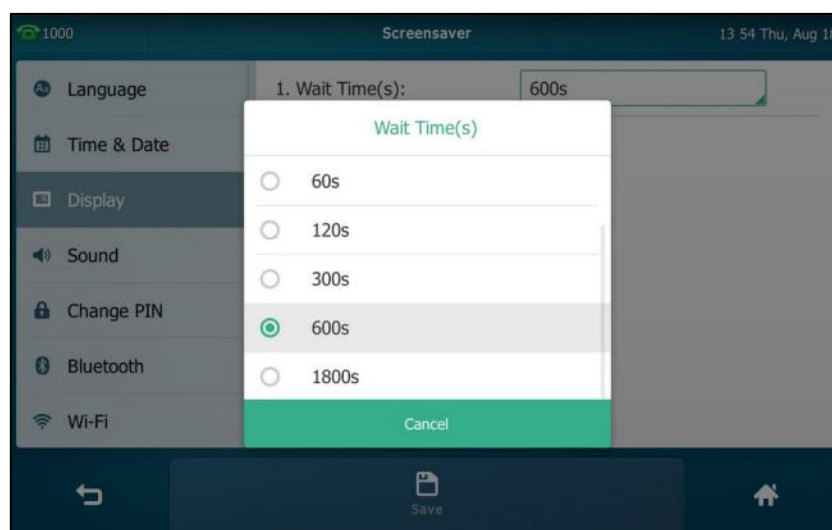 1000 Screensaver 13 54 Thu, Aug 18
Language
1. Wait Time(s): 600s
Time & Date
Display
Sound
Change PIN
Bluetooth
Wi-Fi
Wait Time(s)
60s
120s
300s
600s
1800s
Cancel
Save